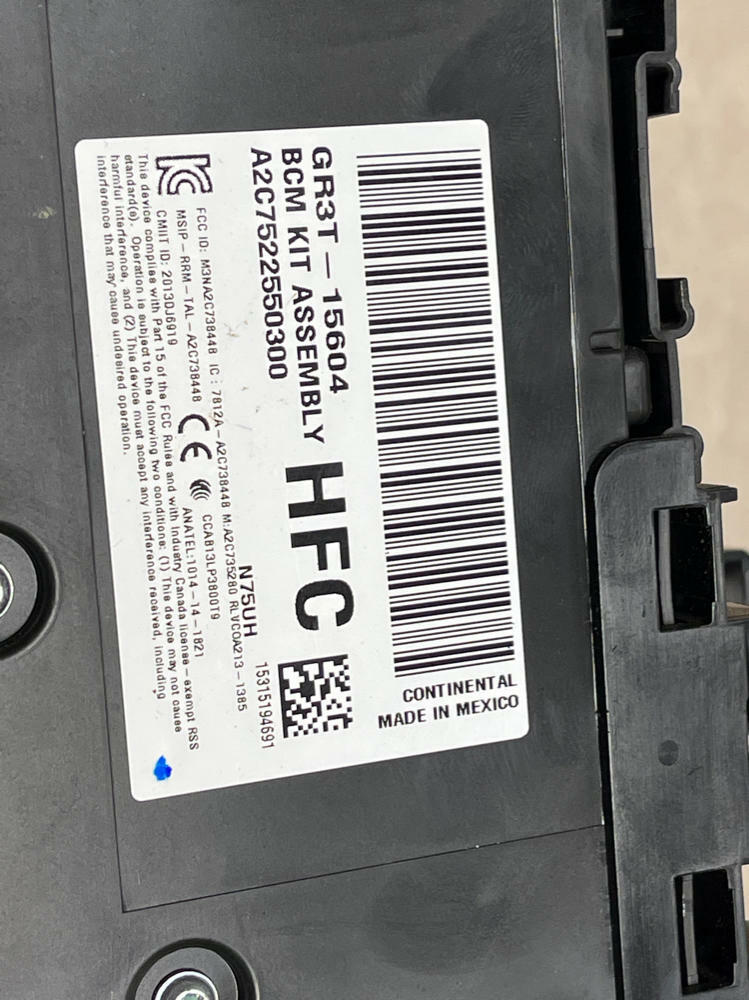 CONTINENTAL
MADE IN MEXICO
GR3T-15604
BCM KIT ASSEMBLY
A2C7522550300
HFC
N75UH
15315194691
FCC ID: M3NA2C738448 IC: 7812A-A2C738448 M:A2C735280 RLVCOA213-1385
MSIP-RRM-TAL-A2C738448
CE
CCAB13LP3800T9
CMIIT ID: 2013DJ6919
ANATEL:1014-14-1821
This device complies with Part 15 of the FCC Rules and with Industry Canada license-exempt RSS
standard(s). Operation is subject to the following two conditions: (1) This device may not cause
harmful interference, and (2) This device must accept any interference received, including
interference that may cause undesired operation.